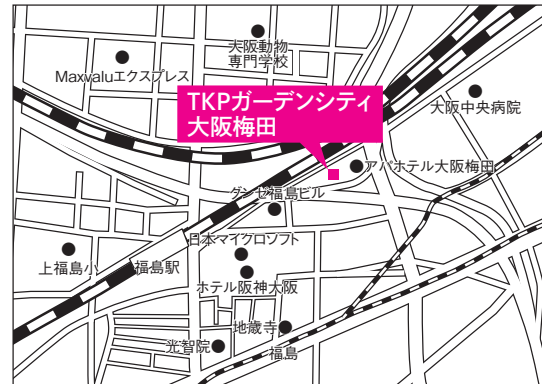 大阪動物
専門学校
Maxvaluエクスプレス
TKPガーデンシティ
大阪梅田
大阪中央病院
アパホテル大阪梅田
グンゼ福島ビル
日本マイクロソフト
上福島小
福島駅
ホテル阪神大阪
地蔵寺
光智院
福島